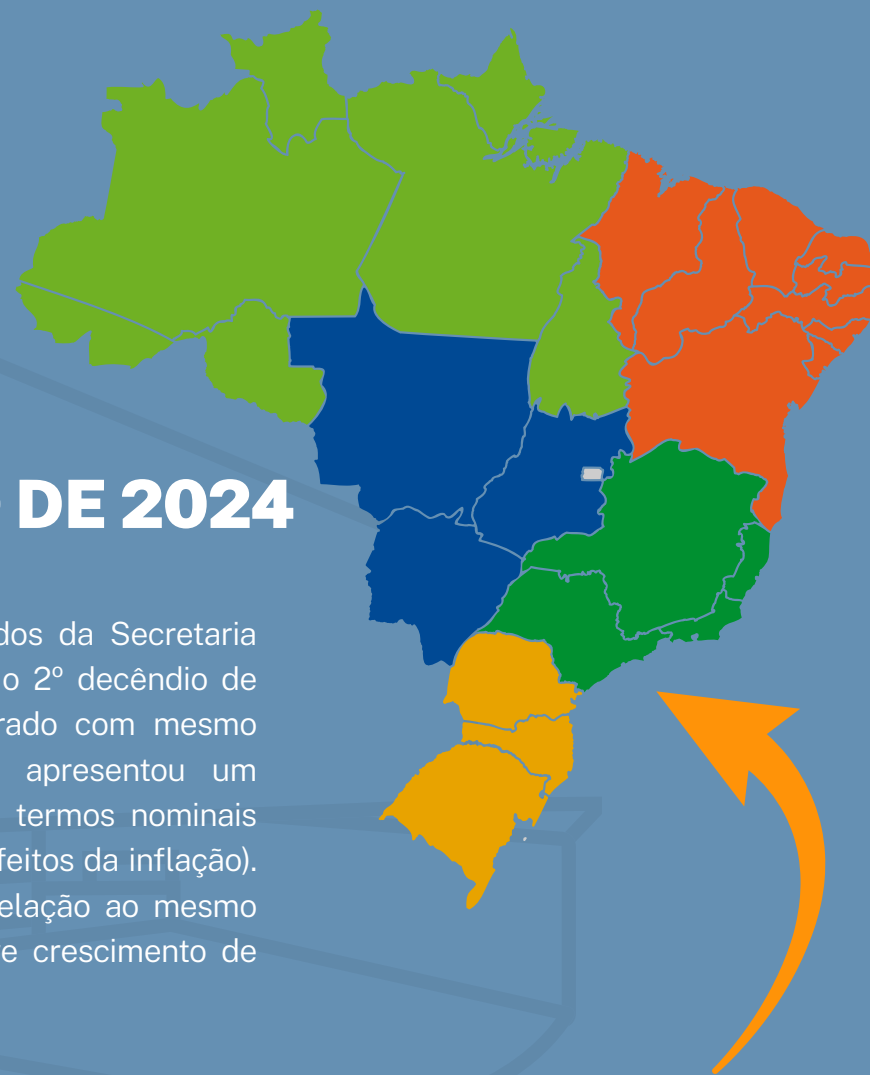 DE 2024
dos da Secretaria
o 2º decêndio de
rado com mesmo
apresentou um
termos nominais
feitos da inflação).
elação ao mesmo
e crescimento de